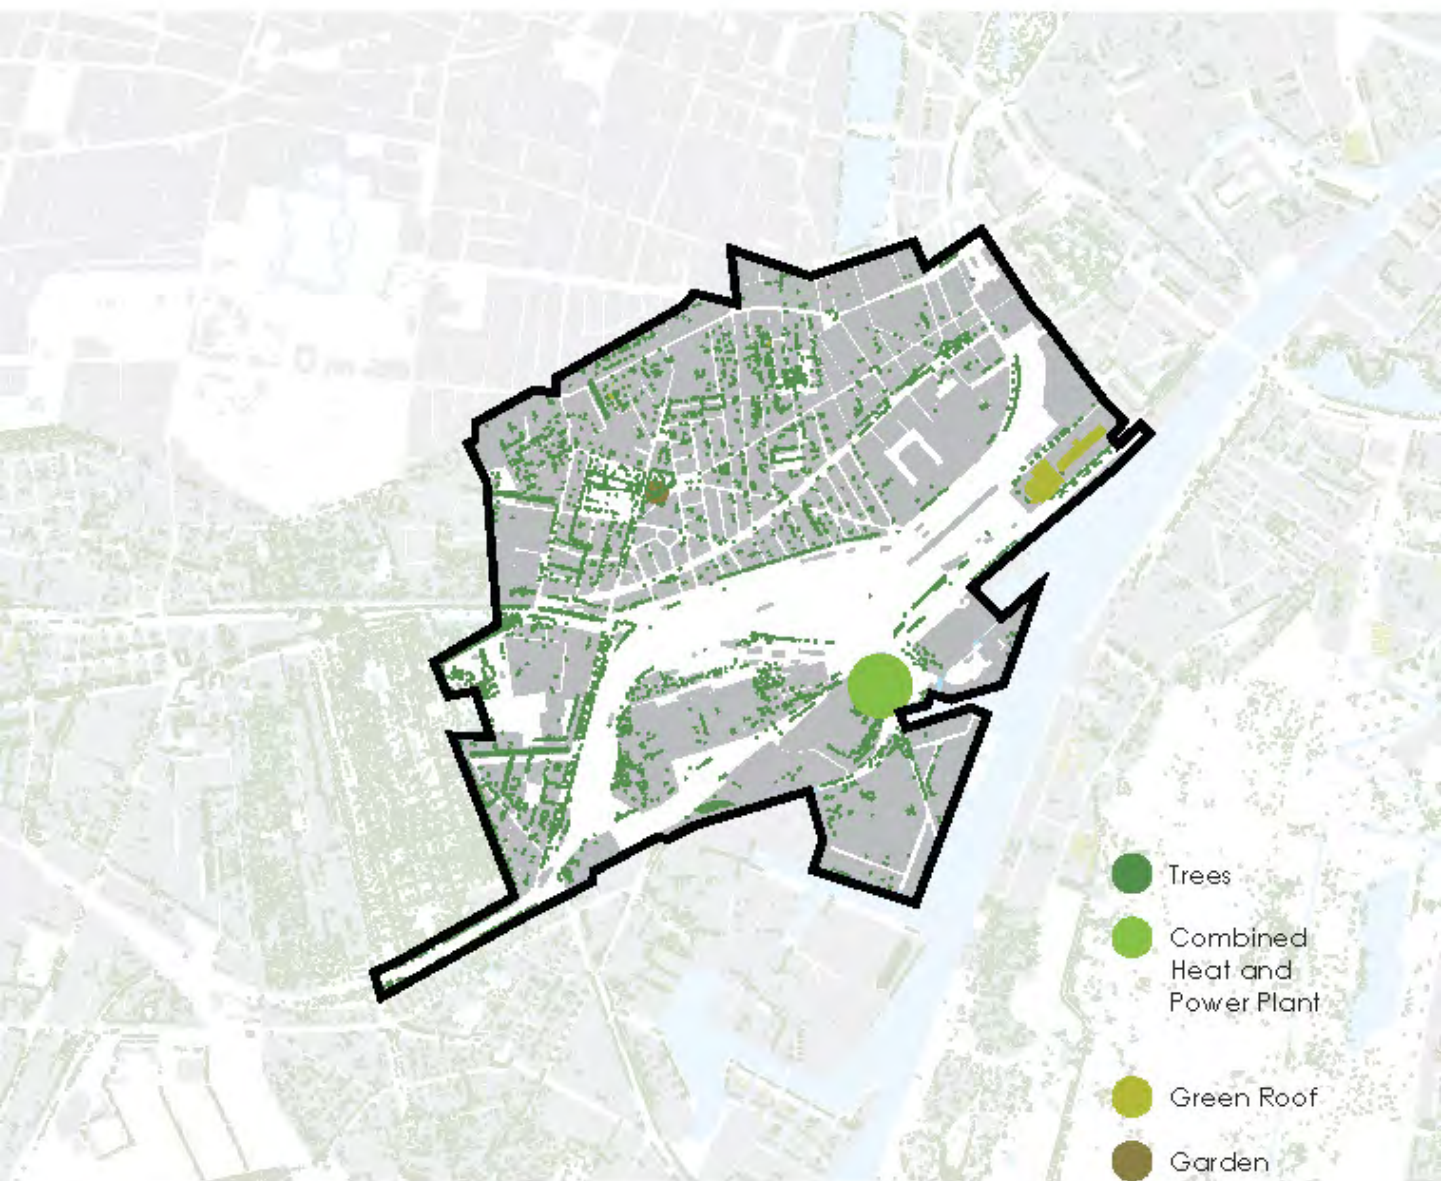 Trees
Combined
Heat and
Power Plant
Green Roof
Garden